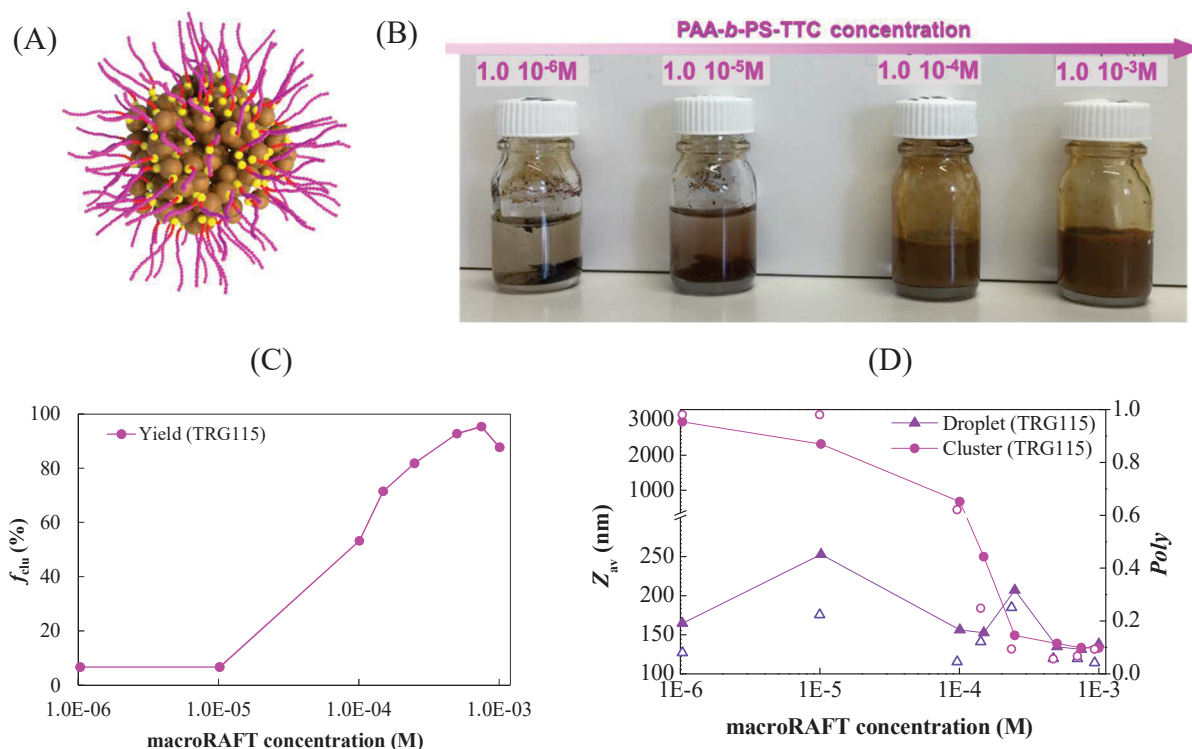 (A)
(B)
PAA-b-PS-TTC concentration
1.0 10⁻⁶M 1.0 10⁻⁵M 1.0 10⁻⁴M 1.0 10⁻³M
(C)
100
80
60
40
20
0
f_clu (%)
Yield (TRG115)
1.0E-06 1.0E-05 1.0E-04 1.0E-03
macroRAFT concentration (M)
(D)
3000
2000
1000
250
200
150
100
Z_av (nm)
Droplet (TRG115)
Cluster (TRG115)
1.0
0.8
0.6
0.4
0.2
0.0
Poly
1E-6 1E-5 1E-4 1E-3
macroRAFT concentration (M)